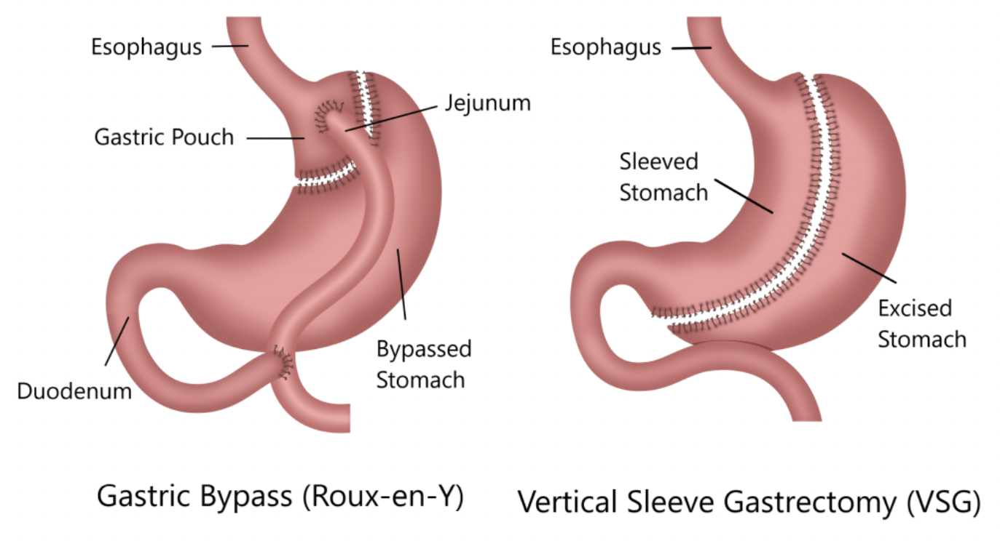 Esophagus
Jejunum
Gastric Pouch
Bypassed
Stomach
Duodenum
Gastric Bypass (Roux-en-Y)
Esophagus
Sleeved
Stomach
Excised
Stomach
Vertical Sleeve Gastrectomy (VSG)